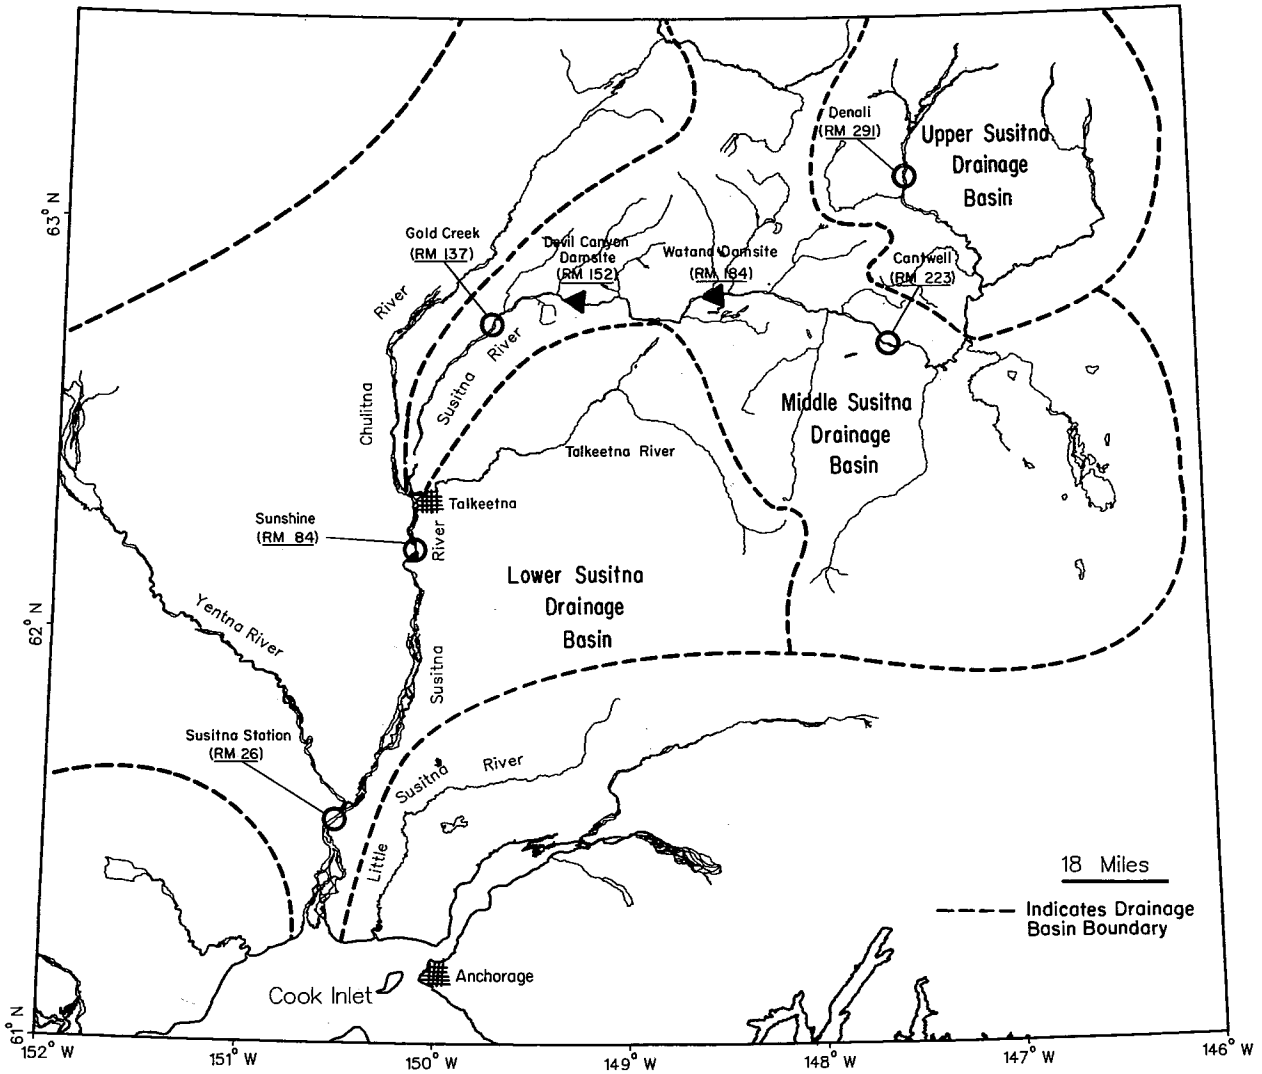 Denali
(RM 291)
Upper Susitna
Drainage
Basin
63° N
Gold Creek
(RM 137)
Devil Canyon
Damsite
(RM 152)
Watana Damsite
(RM 184)
Cantwell
(RM 223)
River
Chulitna
Susitna River
Middle Susitna
Drainage
Basin
Talkeetna River
Talkeetna
Sunshine
(RM 84)
River
Susitna
Lower Susitna
Drainage
Basin
62° N
Yentna River
Susitna Station
(RM 26)
Little Susitna River
18 Miles
Indicates Drainage
Basin Boundary
Anchorage
Cook Inlet
61° N
152° W
151° W
150° W
149° W
148° W
147° W
146° W